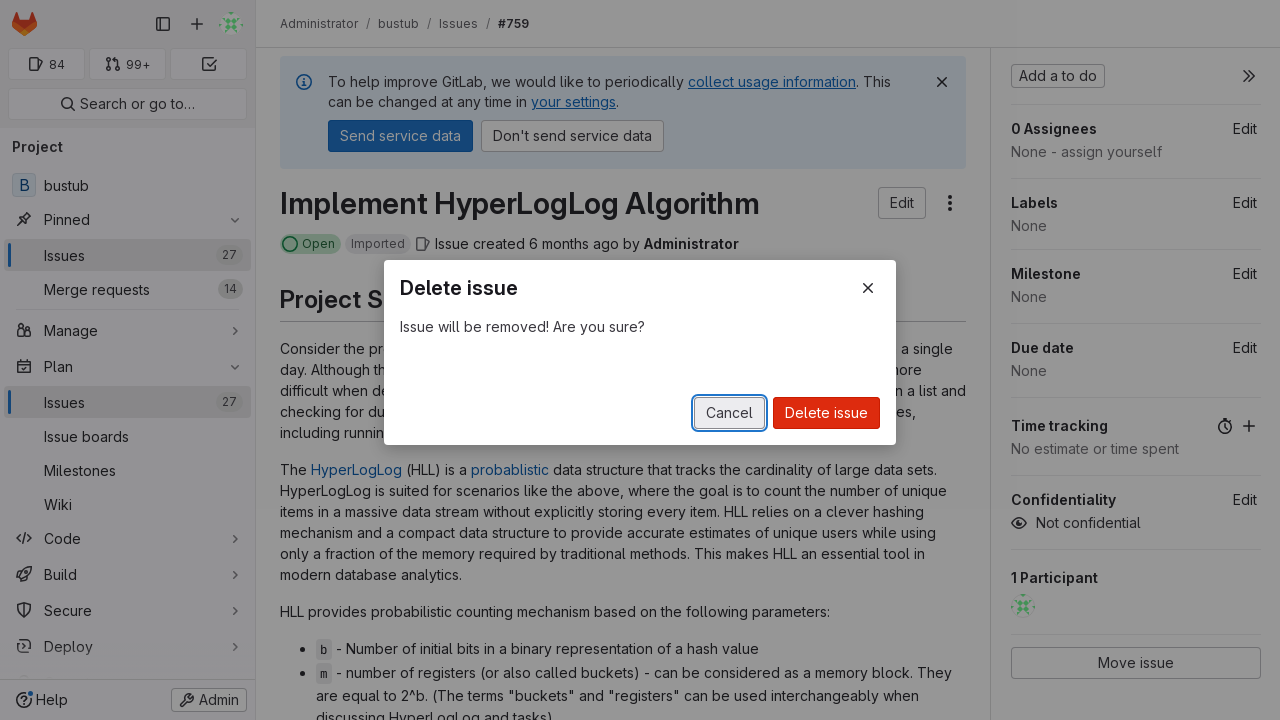 Administrator / bustub / Issues / #759
84
99+
Search or go to…
Project
B bustub
Pinned
Issues 27
Merge requests 14
Manage
Plan
Issues 27
Issue boards
Milestones
Wiki
Code
Build
Secure
Deploy
Help
Admin
To help improve GitLab, we would like to periodically collect usage information. This
can be changed at any time in your settings.
Send service data
Don't send service data
Implement HyperLogLog Algorithm
Edit
Open Imported Issue created 6 months ago by Administrator
Project S
Consider the pr a single
day. Although th more
difficult when de n a list and
checking for du es,
including runnin
Delete issue
Issue will be removed! Are you sure?
Cancel
Delete issue
The HyperLogLog (HLL) is a probablistic data structure that tracks the cardinality of large data sets.
HyperLogLog is suited for scenarios like the above, where the goal is to count the number of unique
items in a massive data stream without explicitly storing every item. HLL relies on a clever hashing
mechanism and a compact data structure to provide accurate estimates of unique users while using
only a fraction of the memory required by traditional methods. This makes HLL an essential tool in
modern database analytics.
HLL provides probabilistic counting mechanism based on the following parameters:
b - Number of initial bits in a binary representation of a hash value
m - number of registers (or also called buckets) - can be considered as a memory block. They
are equal to 2^b. (The terms "buckets" and "registers" can be used interchangeably when
discussing HyperLogLog and tasks)
Add a to do
0 Assignees Edit
None - assign yourself
Labels Edit
None
Milestone Edit
None
Due date Edit
None
Time tracking
No estimate or time spent
Confidentiality Edit
Not confidential
1 Participant
Move issue